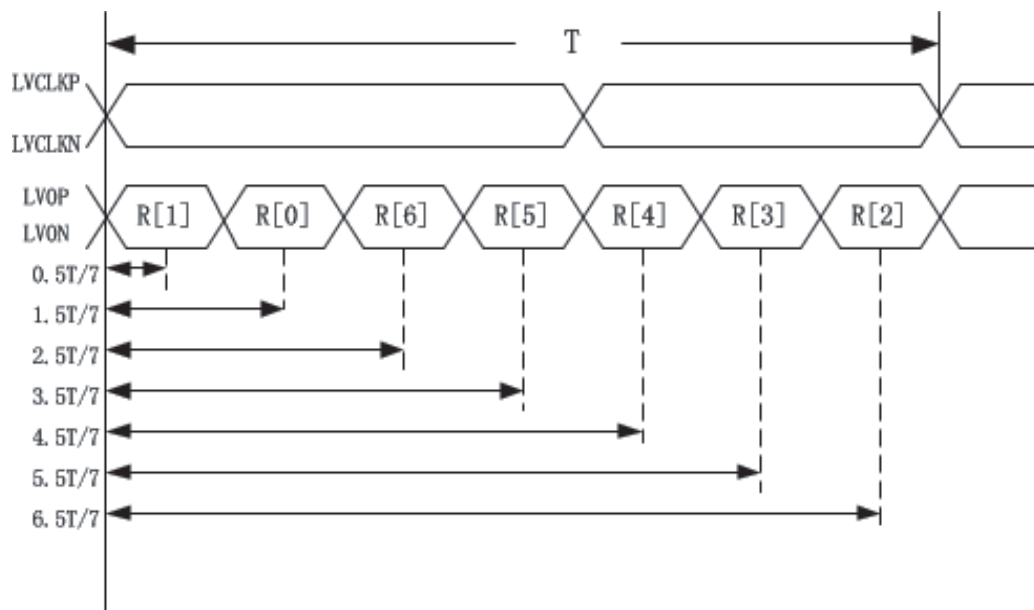 T
LVCLKP
LVCLKN
LVOP
LVON
R[1] R[0] R[6] R[5] R[4] R[3] R[2]
0.5T/7
1.5T/7
2.5T/7
3.5T/7
4.5T/7
5.5T/7
6.5T/7